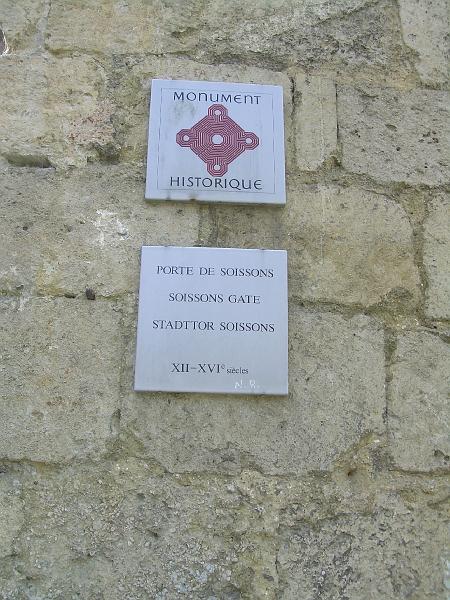 MONUMENT
HISTORIQUE
PORTE DE SOISSONS
SOISSONS GATE
STADTTOR SOISSONS
XII-XVIe siècles
N.R.